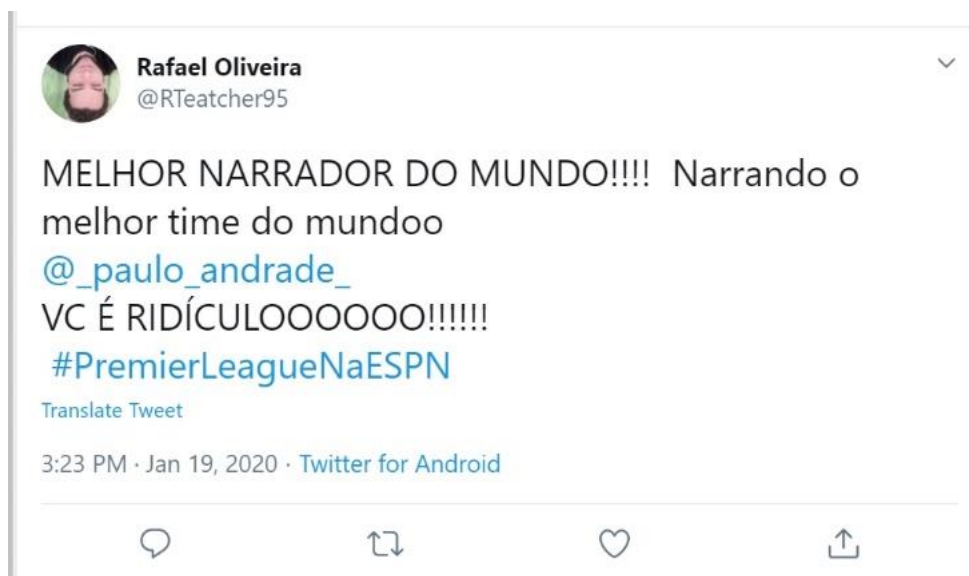 Rafael Oliveira
@RTeatcher95
MELHOR NARRADOR DO MUNDO!!!! Narrando o
melhor time do mundoo
@_paulo_andrade_
VC É RIDÍCULOOOOOO!!!!!!
#PremierLeagueNaESPN
Translate Tweet
3:23 PM · Jan 19, 2020 · Twitter for Android